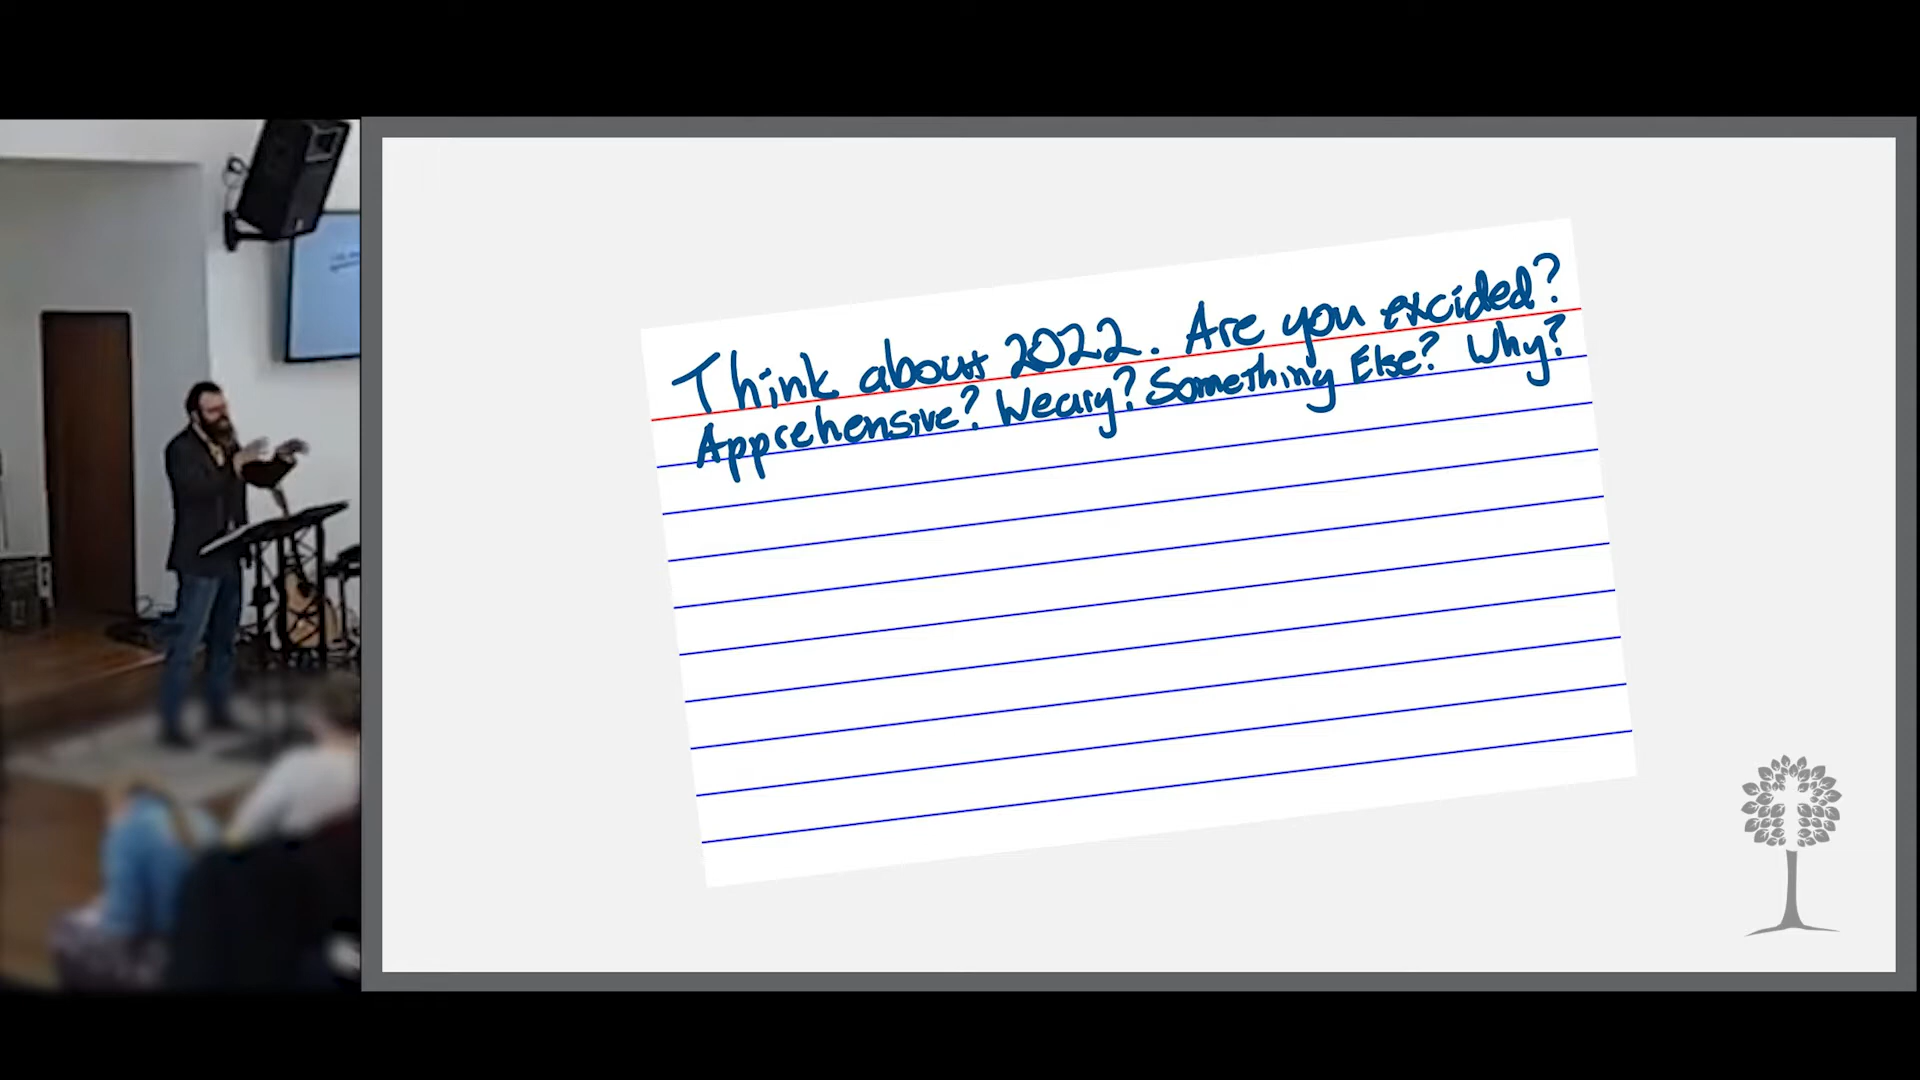 Think about 2022. Are you excided?
Apprehensive? Weary? Something Else? Why?